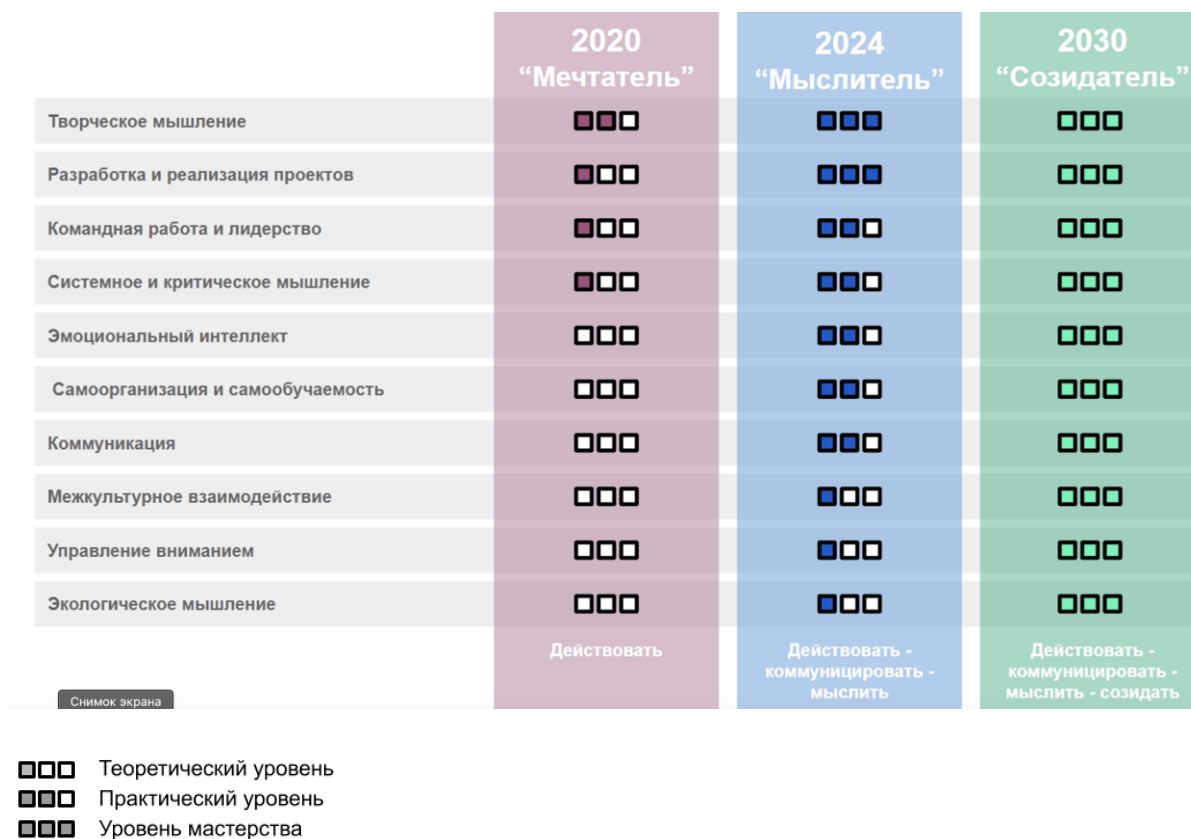 2020
“Мечтатель”
2024
“Мыслитель”
2030
“Созидатель”
Творческое мышление
Разработка и реализация проектов
Командная работа и лидерство
Системное и критическое мышление
Эмоциональный интеллект
Самоорганизация и самообучаемость
Коммуникация
Межкультурное взаимодействие
Управление вниманием
Экологическое мышление
Действовать
Действовать -
коммуницировать -
мыслить
Действовать -
коммуницировать -
мыслить - созидать
Снимок экрана
Теоретический уровень
Практический уровень
Уровень мастерства